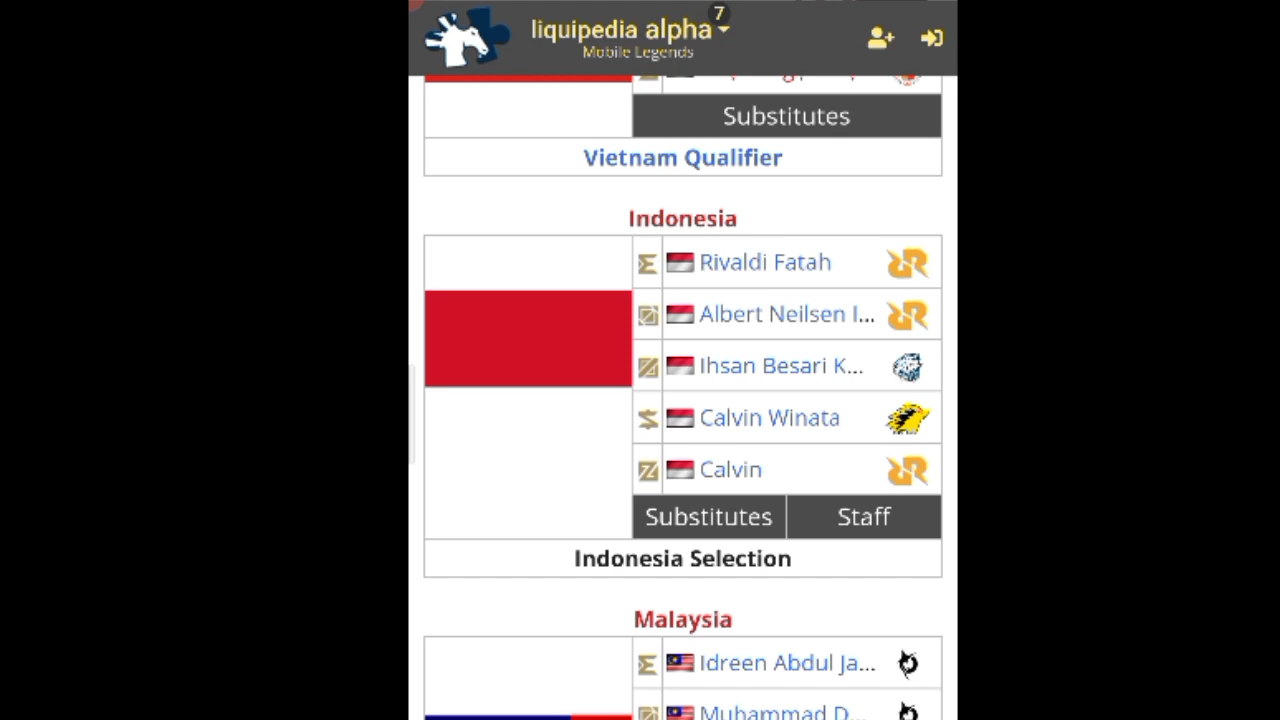 7
liquipedia alpha
Mobile Legends
Substitutes
Vietnam Qualifier
Indonesia
Rivaldi Fatah
Albert Neilsen I...
Ihsan Besari K...
Calvin Winata
Calvin
Substitutes Staff
Indonesia Selection
Malaysia
Idreen Abdul Ja...
Muhammad D...